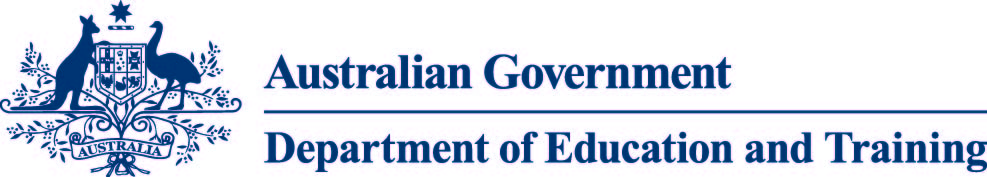 Australian Government
Department of Education and Training
AUSTRALIA